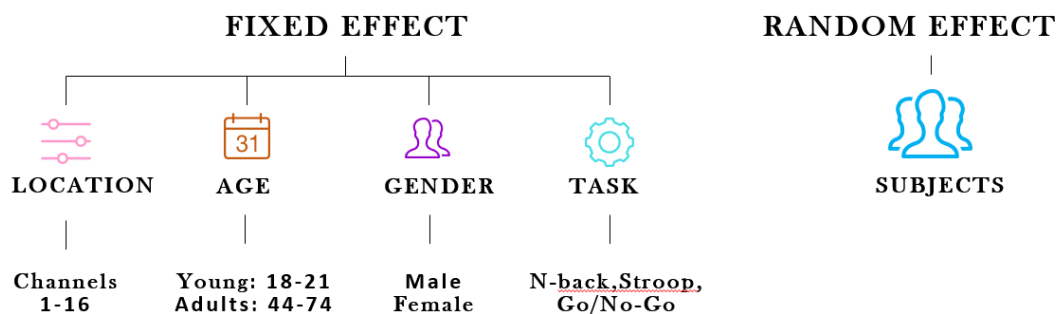 FIXED EFFECT
RANDOM EFFECT
31
LOCATION
AGE
GENDER
TASK
SUBJECTS
Channels
1-16
Young: 18-21
Adults: 44-74
Male
Female
N-back,Stroop,
Go/No-Go